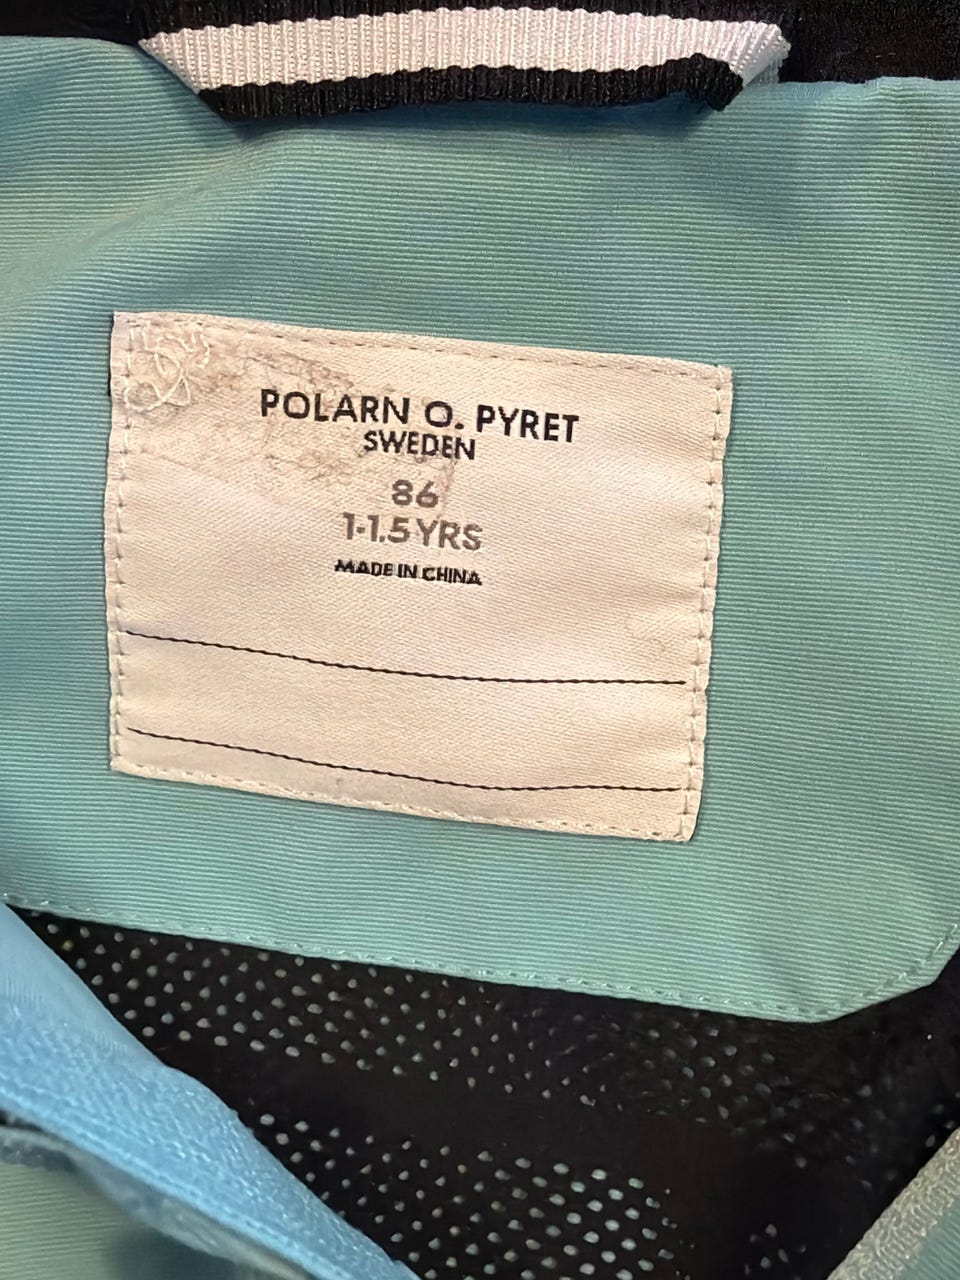 POLARN O. PYRET
SWEDEN
86
1-1.5 YRS
MADE IN CHINA